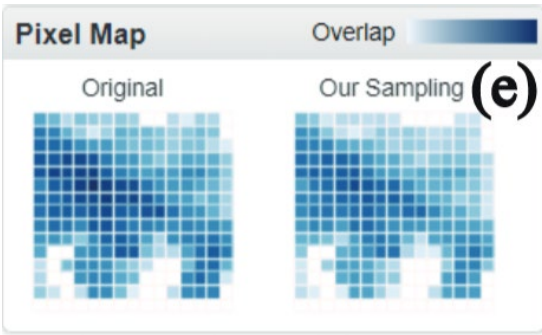 Pixel Map
Overlap
Original
Our Sampling
(e)